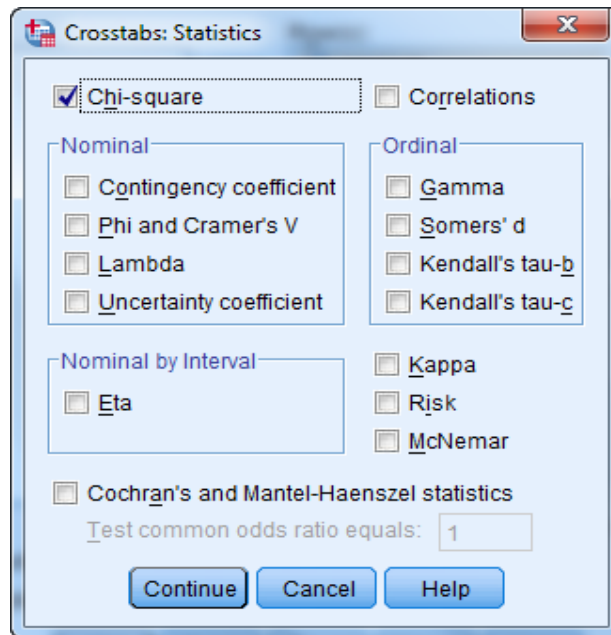 Crosstabs: Statistics
Chi-square
Correlations
Nominal
Contingency coefficient
Phi and Cramer's V
Lambda
Uncertainty coefficient
Ordinal
Gamma
Somers' d
Kendall's tau-b
Kendall's tau-c
Nominal by Interval
Eta
Kappa
Risk
McNemar
Cochran's and Mantel-Haenszel statistics
Test common odds ratio equals: 1
Continue
Cancel
Help